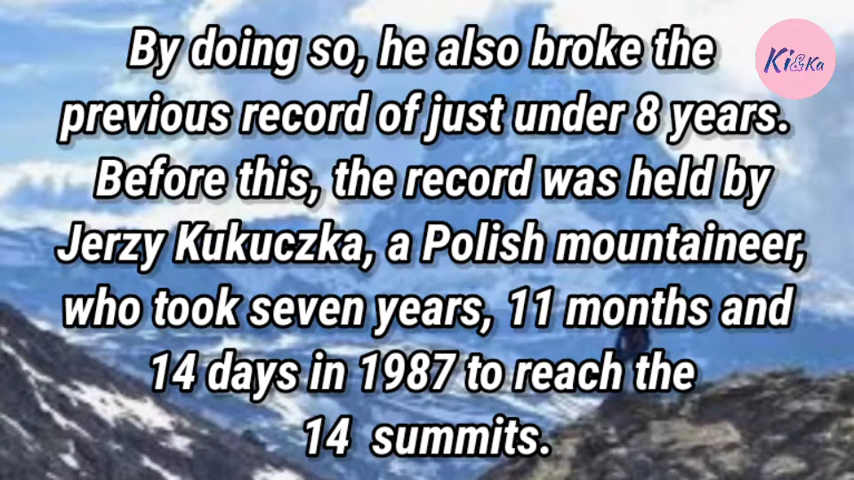 By doing so, he also broke the
previous record of just under 8 years.
Before this, the record was held by
Jerzy Kukuczka, a Polish mountaineer,
who took seven years, 11 months and
14 days in 1987 to reach the
14 summits.
Ki&Ka